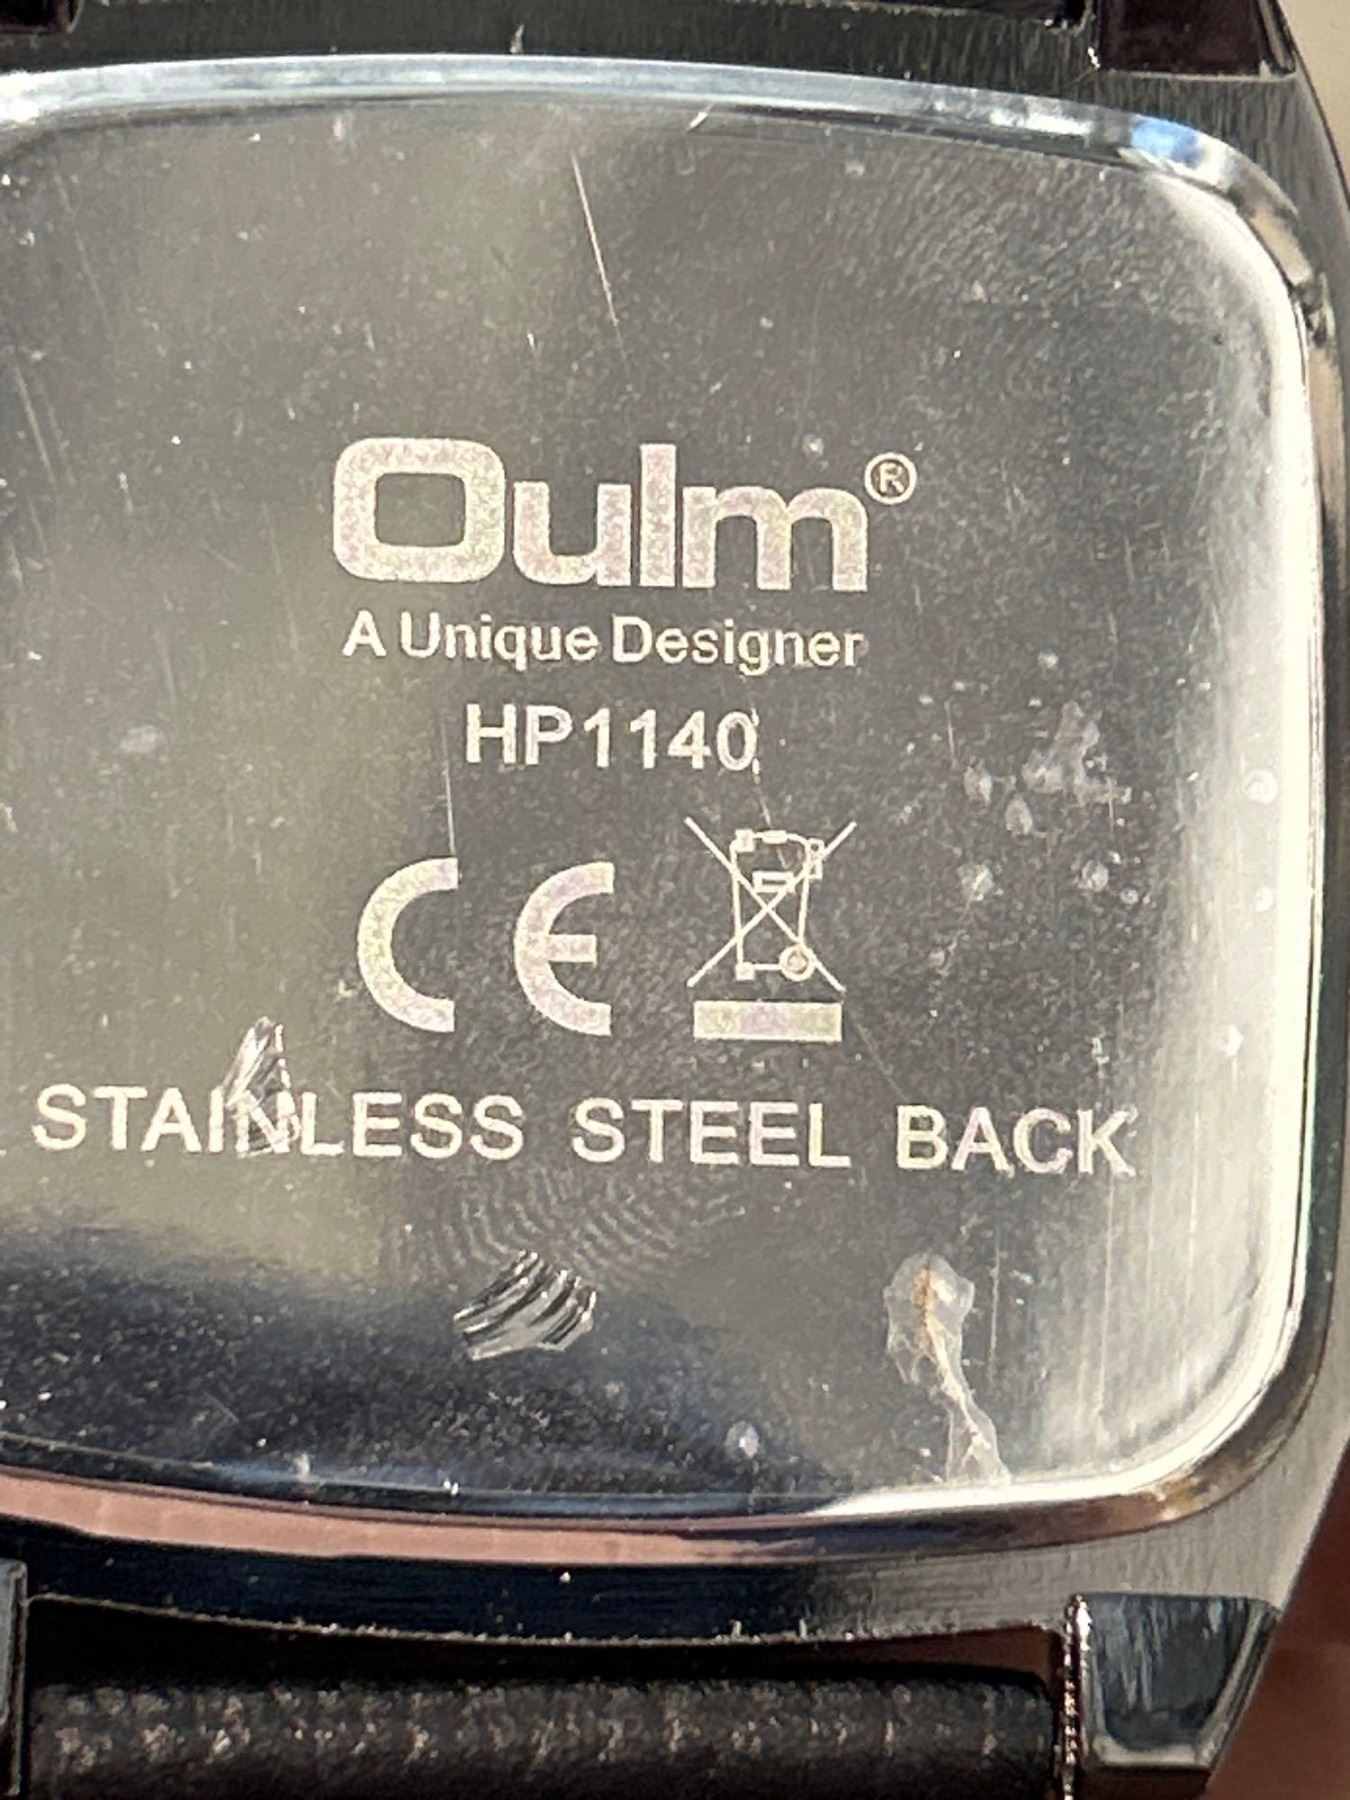 Oulm®
A Unique Designer
HP1140
CE
STAINLESS STEEL BACK